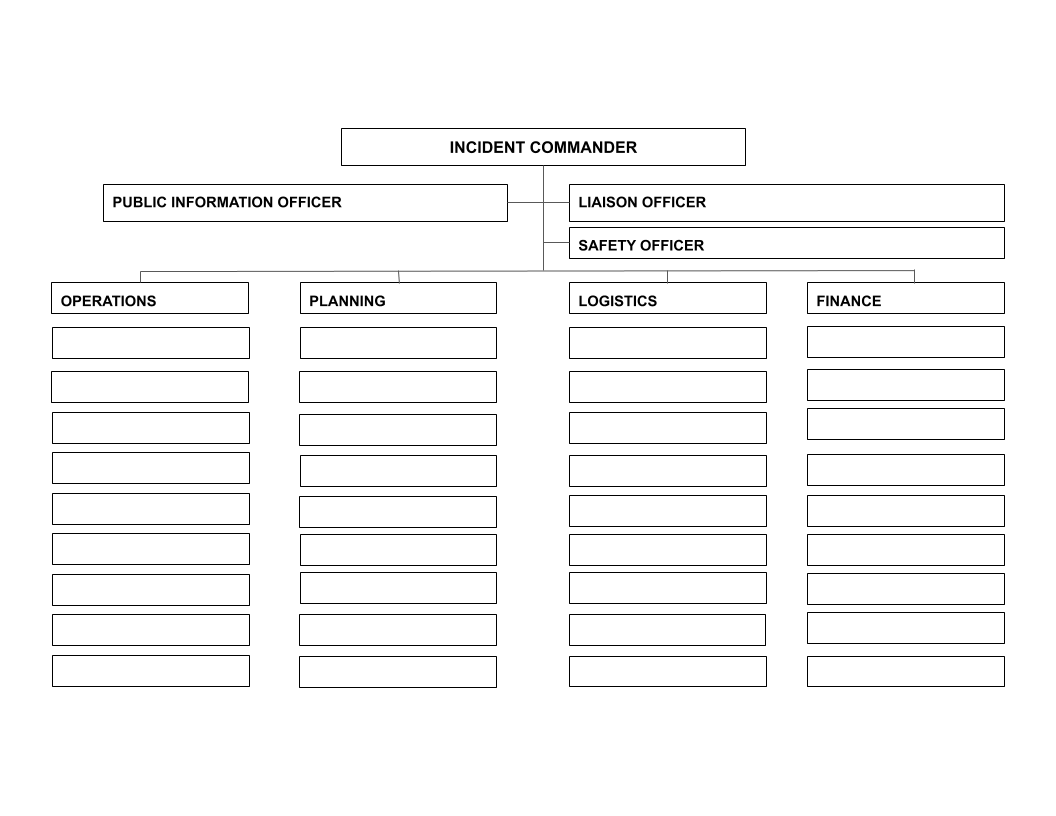 INCIDENT COMMANDER
PUBLIC INFORMATION OFFICER
LIAISON OFFICER
SAFETY OFFICER
OPERATIONS
PLANNING
LOGISTICS
FINANCE